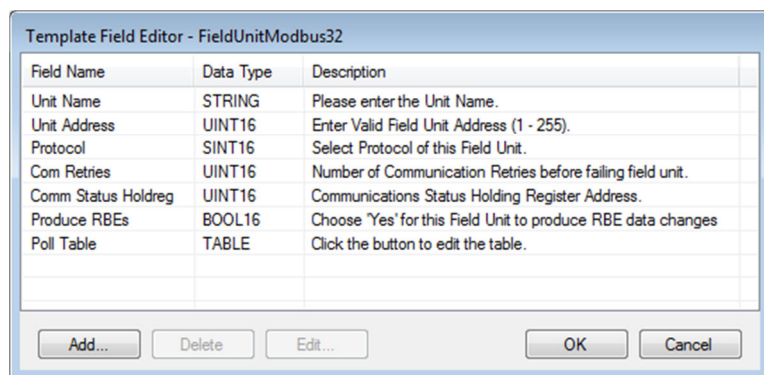 Template Field Editor - FieldUnitModbus32
Field Name Data Type Description
Unit Name STRING Please enter the Unit Name.
Unit Address UINT16 Enter Valid Field Unit Address (1 - 255).
Protocol SINT16 Select Protocol of this Field Unit.
Com Retries UINT16 Number of Communication Retries before failing field unit.
Comm Status Holdreg UINT16 Communications Status Holding Register Address.
Produce RBEs BOOL16 Choose 'Yes' for this Field Unit to produce RBE data changes
Poll Table TABLE Click the button to edit the table.
Add... Delete Edit... OK Cancel